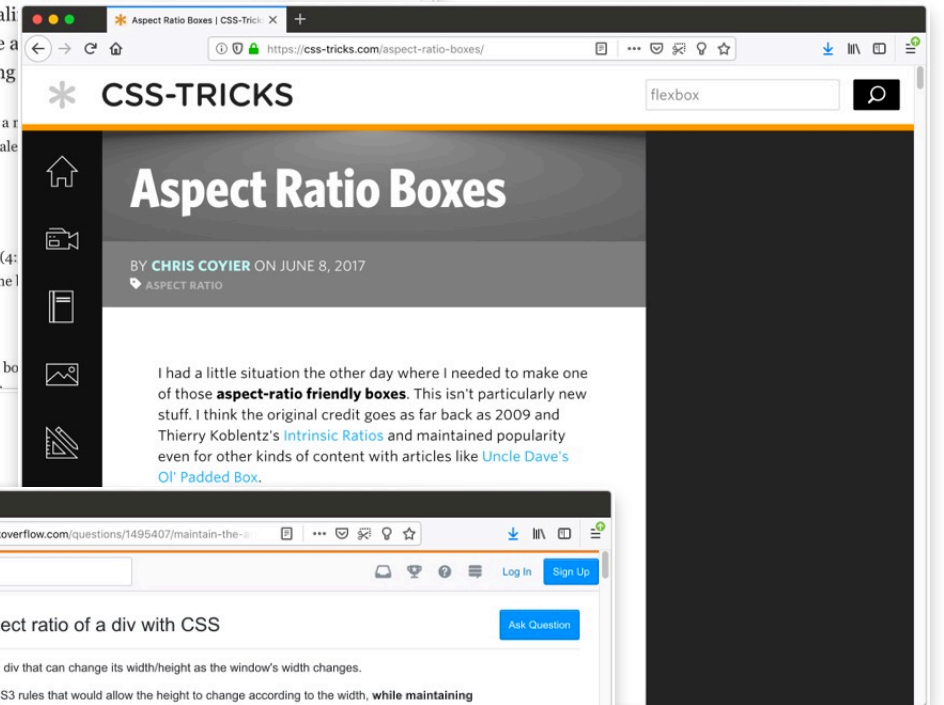 Aspect Ratio Boxes | CSS-Trick
https://css-tricks.com/aspect-ratio-boxes/
CSS-TRICKS
flexbox
Aspect Ratio Boxes
BY CHRIS COYIER ON JUNE 8, 2017
ASPECT RATIO
I had a little situation the other day where I needed to make one
of those aspect-ratio friendly boxes. This isn't particularly new
stuff. I think the original credit goes as far back as 2009 and
Thierry Koblentz's Intrinsic Ratios and maintained popularity
even for other kinds of content with articles like Uncle Dave's
Ol' Padded Box.
overflow.com/questions/1495407/maintain-the-a
Log In
Sign Up
ect ratio of a div with CSS
Ask Question
div that can change its width/height as the window's width changes.
S3 rules that would allow the height to change according to the width, while maintaining